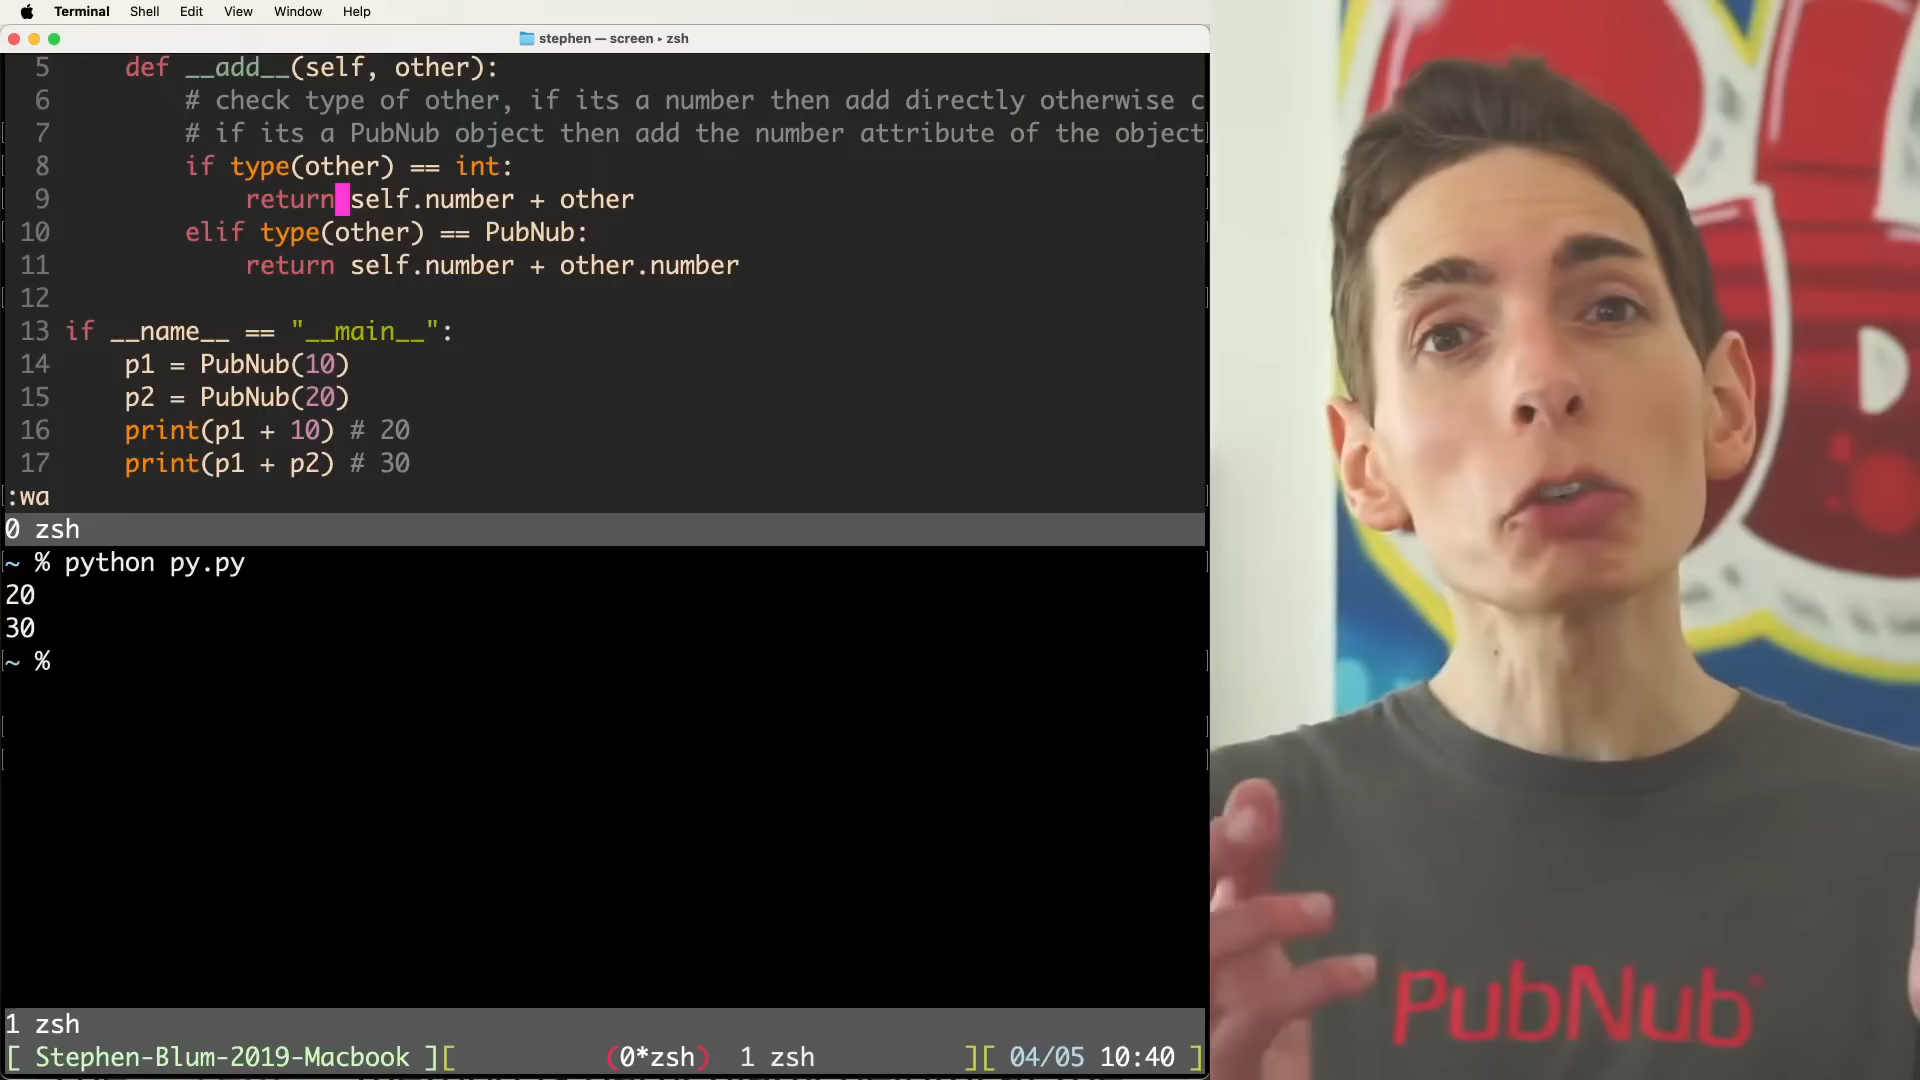 Terminal Shell Edit View Window Help
stephen — screen ▸ zsh
5 def __add__(self, other):
6 # check type of other, if its a number then add directly otherwise c
7 # if its a PubNub object then add the number attribute of the object
8 if type(other) == int:
9 return self.number + other
10 elif type(other) == PubNub:
11 return self.number + other.number
12
13 if __name__ == "__main__":
14 p1 = PubNub(10)
15 p2 = PubNub(20)
16 print(p1 + 10) # 20
17 print(p1 + p2) # 30
:wa
0 zsh
~ % python py.py
20
30
~ %
1 zsh
[ Stephen-Blum-2019-Macbook ][ (0*zsh) 1 zsh ][ 04/05 10:40 ]
PubNub